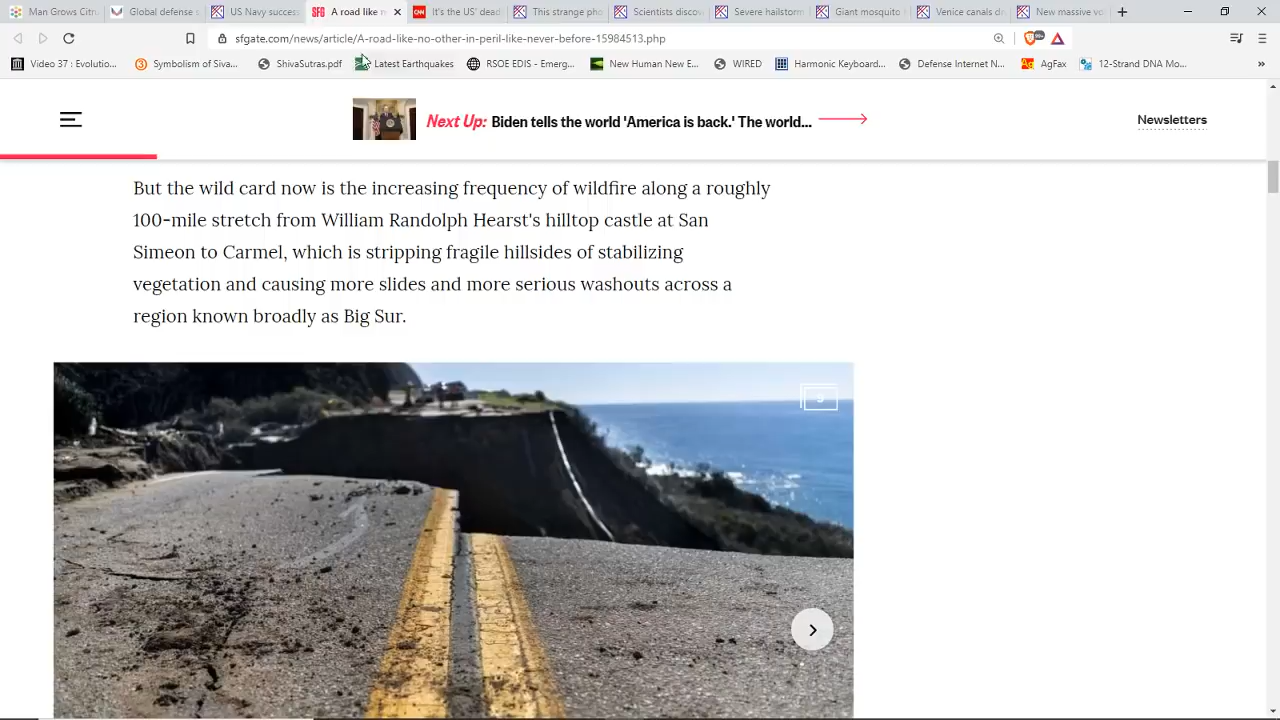 Man Grows Citr
Global defense
US Navy succes
SFG A road like
CNN It's the US' dead
This strange pho
Scientists disco
Severe hailstorm
Giant mosquito
Venice canals dr
New massive vo
sfgate.com/news/article/A-road-like-no-other-in-peril-like-never-before-15984513.php
99+
Video 37 : Evolutio...
Symbolism of Siva...
ShivaSutras.pdf
Latest Earthquakes
RSOE EDIS - Emerg...
New Human New E...
WIRED
Harmonic Keyboard...
Defense Internet N...
Ag AgFax
12-Strand DNA Mo...
»
Next Up: Biden tells the world 'America is back.' The world...
Newsletters
But the wild card now is the increasing frequency of wildfire along a roughly
100-mile stretch from William Randolph Hearst's hilltop castle at San
Simeon to Carmel, which is stripping fragile hillsides of stabilizing
vegetation and causing more slides and more serious washouts across a
region known broadly as Big Sur.
3